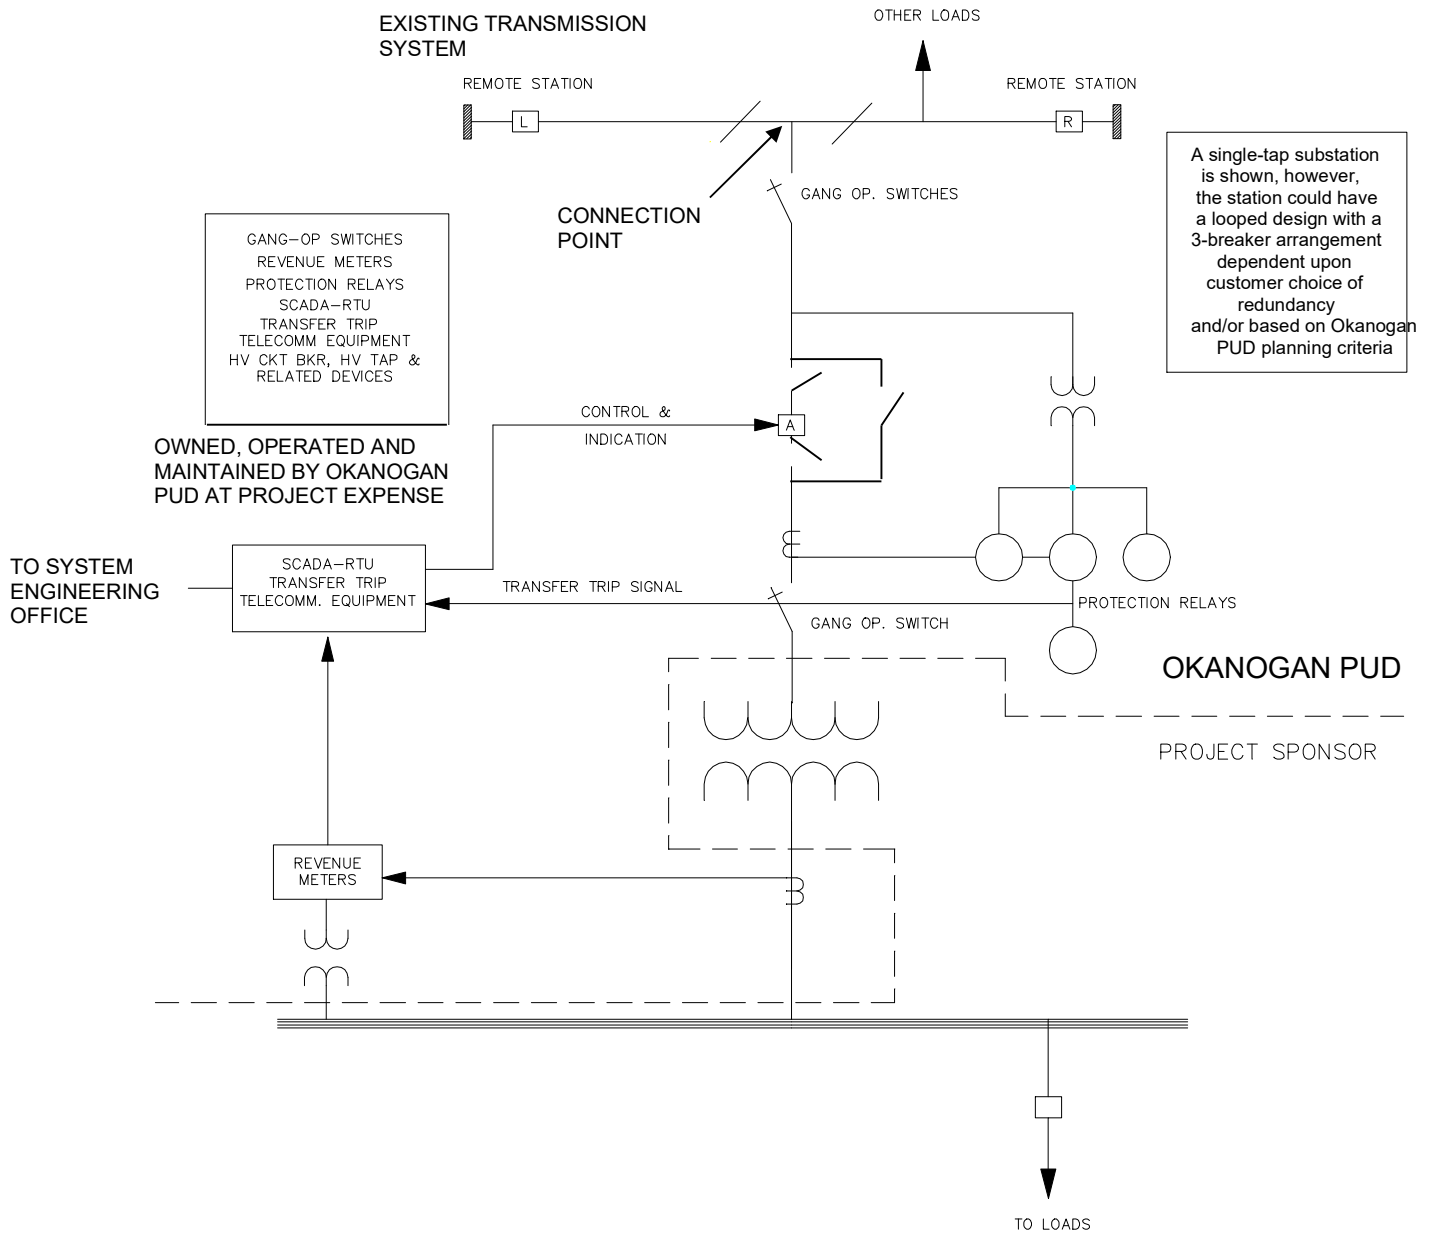 EXISTING TRANSMISSION
SYSTEM
OTHER LOADS
REMOTE STATION
REMOTE STATION
L
R
A single-tap substation
is shown, however,
the station could have
a looped design with a
3-breaker arrangement
dependent upon
customer choice of
redundancy
and/or based on Okanogan
PUD planning criteria
GANG OP. SWITCHES
CONNECTION
POINT
GANG-OP SWITCHES
REVENUE METERS
PROTECTION RELAYS
SCADA-RTU
TRANSFER TRIP
TELECOMM EQUIPMENT
HV CKT BKR, HV TAP &
RELATED DEVICES
OWNED, OPERATED AND
MAINTAINED BY OKANOGAN
PUD AT PROJECT EXPENSE
CONTROL &
INDICATION
A
TO SYSTEM
ENGINEERING
OFFICE
SCADA-RTU
TRANSFER TRIP
TELECOMM. EQUIPMENT
TRANSFER TRIP SIGNAL
PROTECTION RELAYS
GANG OP. SWITCH
OKANOGAN PUD
PROJECT SPONSOR
REVENUE
METERS
TO LOADS